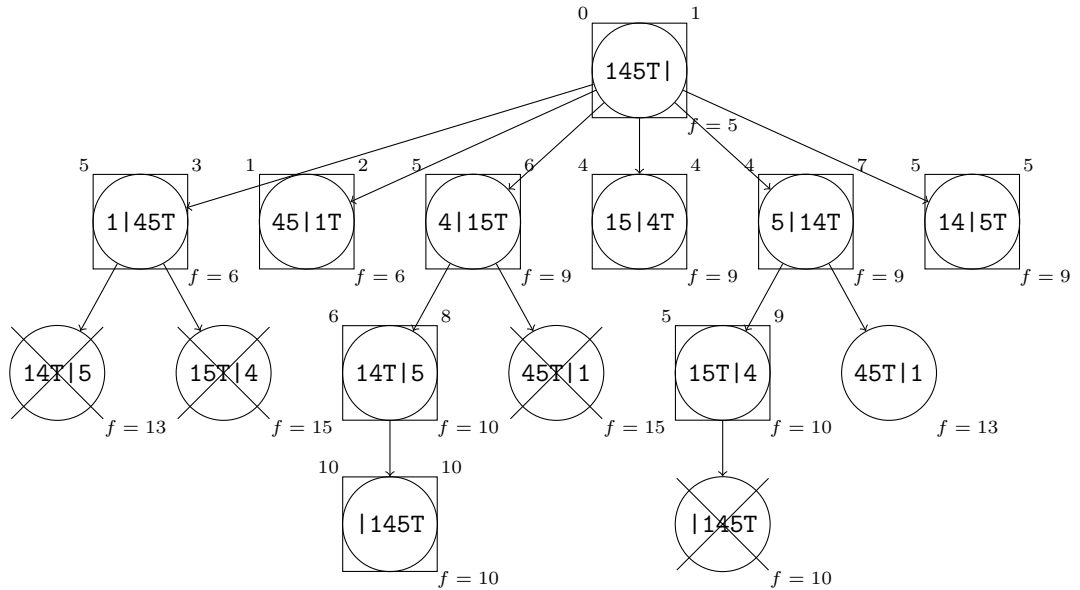 0 1
145T|
f = 5
5 3 1 2 5 6 4 4 4 7 5 5
1|45T 45|1T 4|15T 15|4T 5|14T 14|5T
f = 6 f = 6 f = 9 f = 9 f = 9 f = 9
6 8 5 9
14T|5 15T|4 14T|5 45T|1 15T|4 45T|1
f = 13 f = 15 f = 10 f = 15 f = 10 f = 13
10 10
|145T |145T
f = 10 f = 10